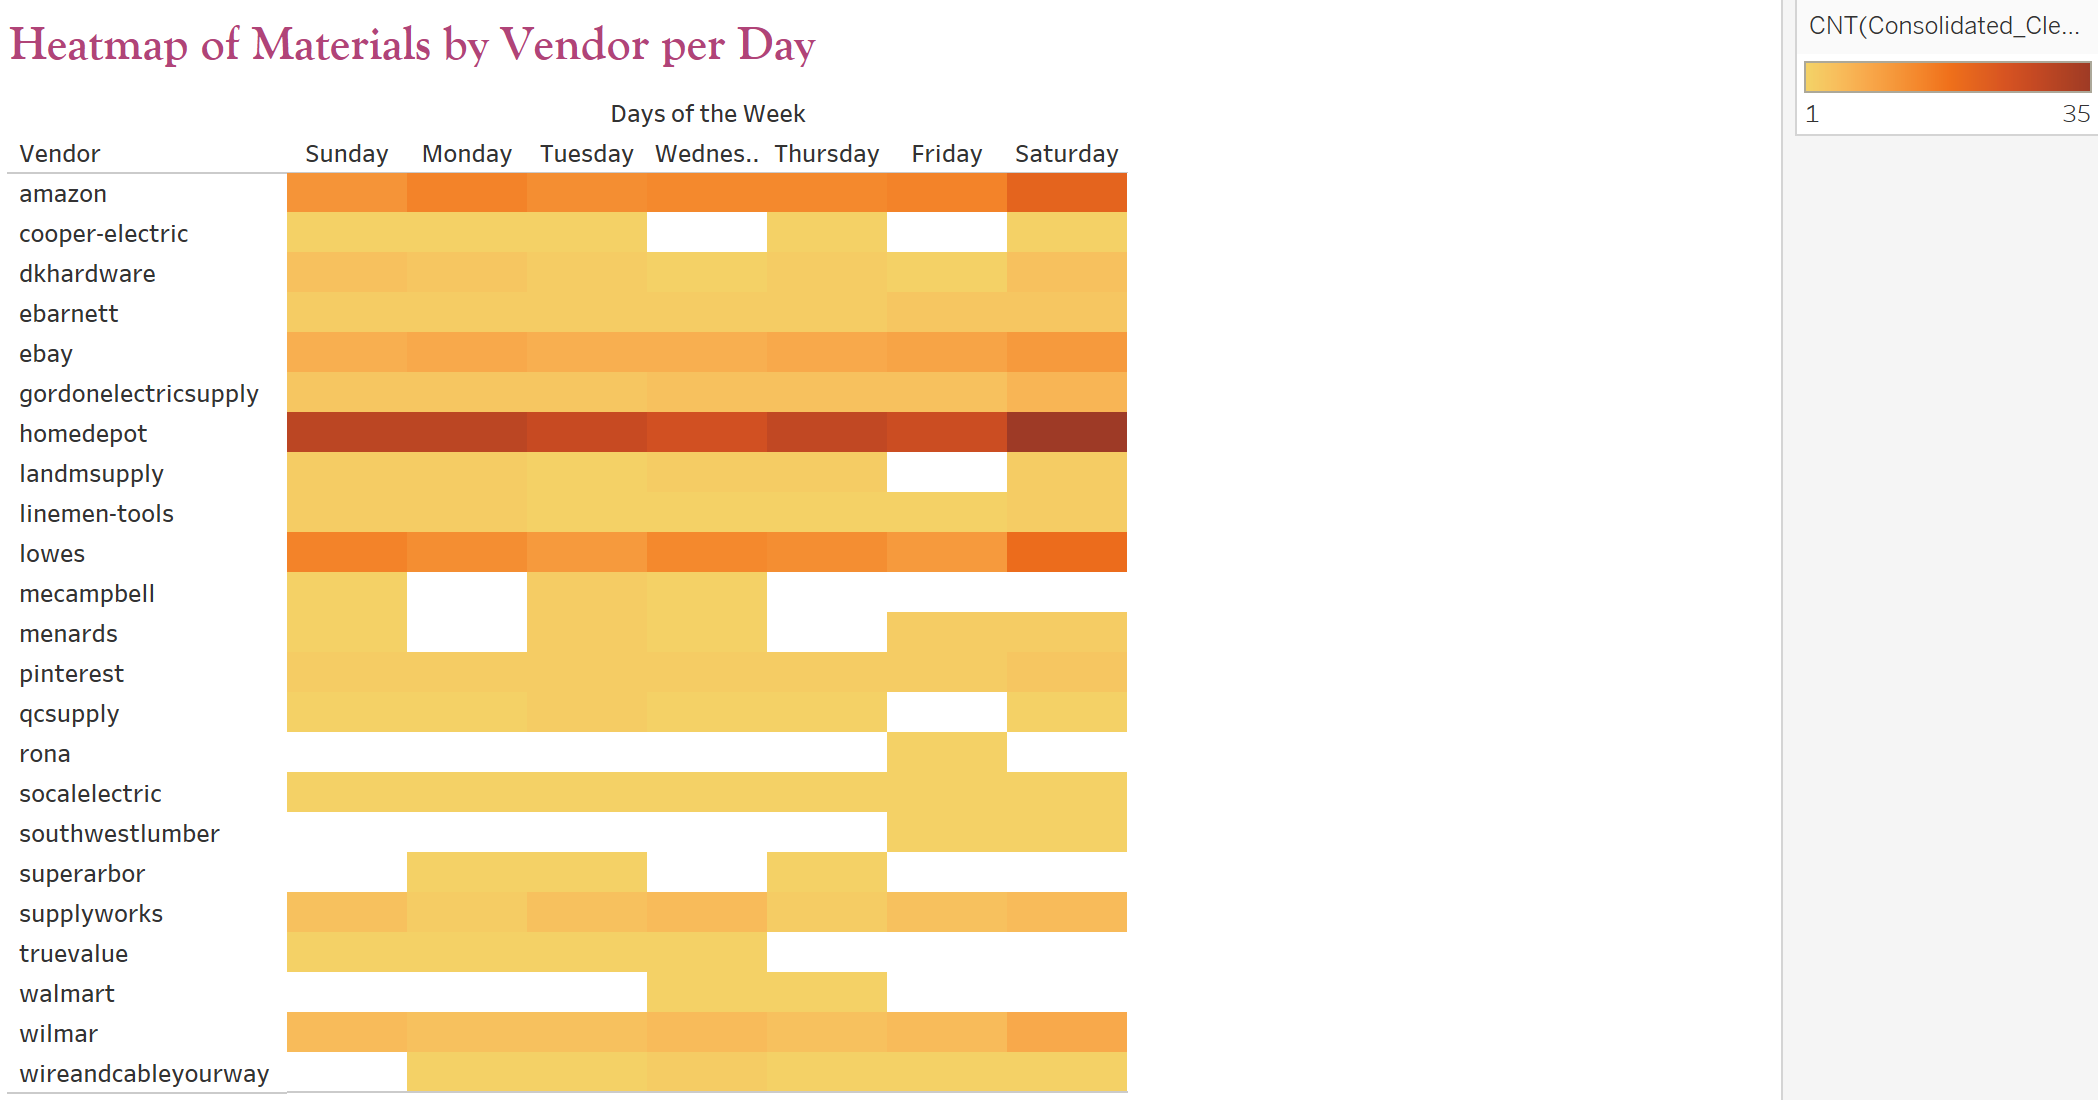 Heatmap of Materials by Vendor per Day
CNT(Consolidated_Cle...
1 35
Days of the Week
Vendor Sunday Monday Tuesday Wednes.. Thursday Friday Saturday
amazon
cooper-electric
dkhardware
ebarnett
ebay
gordonelectricsupply
homedepot
landmsupply
linemen-tools
lowes
mecampbell
menards
pinterest
qcsupply
rona
socalelectric
southwestlumber
superarbor
supplyworks
truevalue
walmart
wilmar
wireandcableyourway